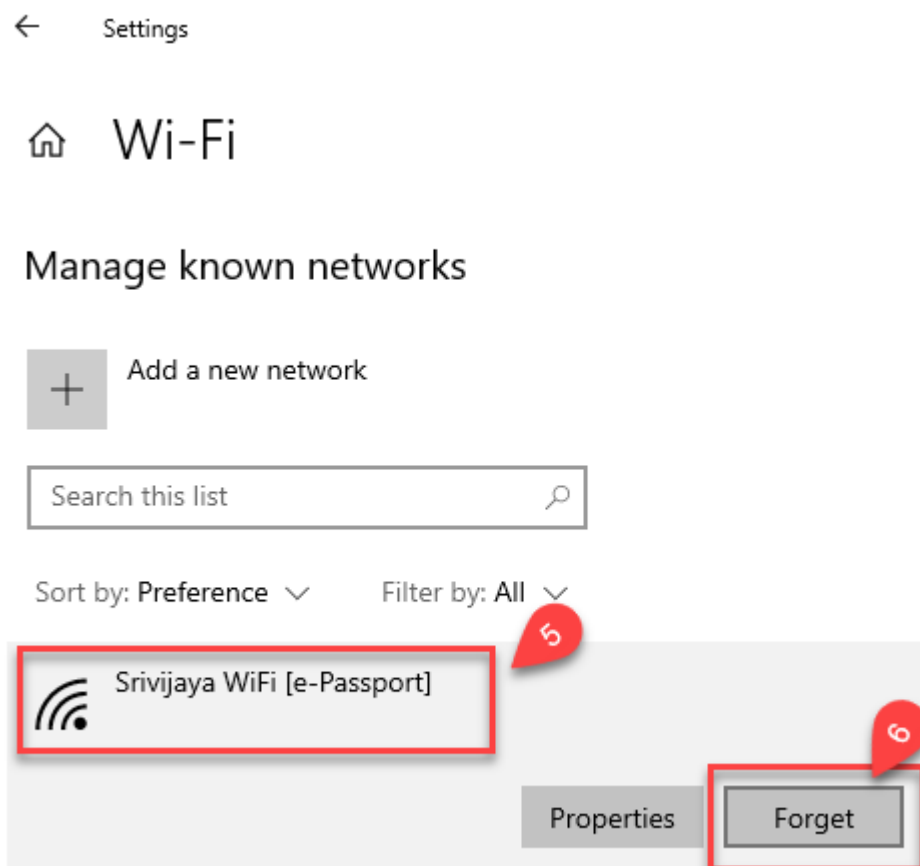 Settings
Wi-Fi
Manage known networks
Add a new network
Search this list
Sort by: Preference Filter by: All
5
Srivijaya WiFi [e-Passport]
6
Properties Forget